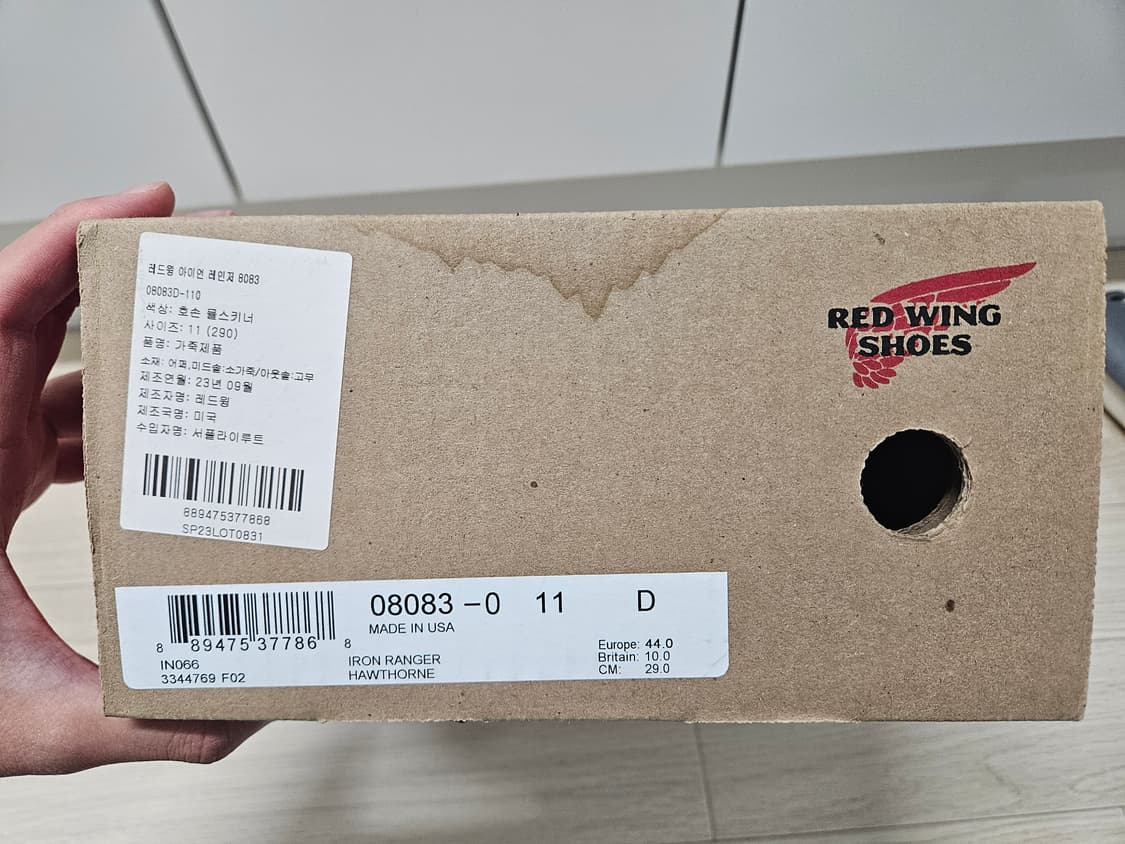 레드윙 아이언 레인저 8083
08083D-110
색상: 호손 뮬스키너
사이즈: 11 (290)
품명: 가죽제품
소재: 어퍼,미드솔:소가죽/아웃솔:고무
제조연월: 23년 09월
제조자명: 레드윙
제조국명: 미국
수입자명: 서플라이루트
889475377868
SP23LOT0831
RED WING
SHOES
08083 -0 11 D
MADE IN USA
8 89475 37786 8
IN066
3344769 F02
IRON RANGER
HAWTHORNE
Europe: 44.0
Britain: 10.0
CM: 29.0